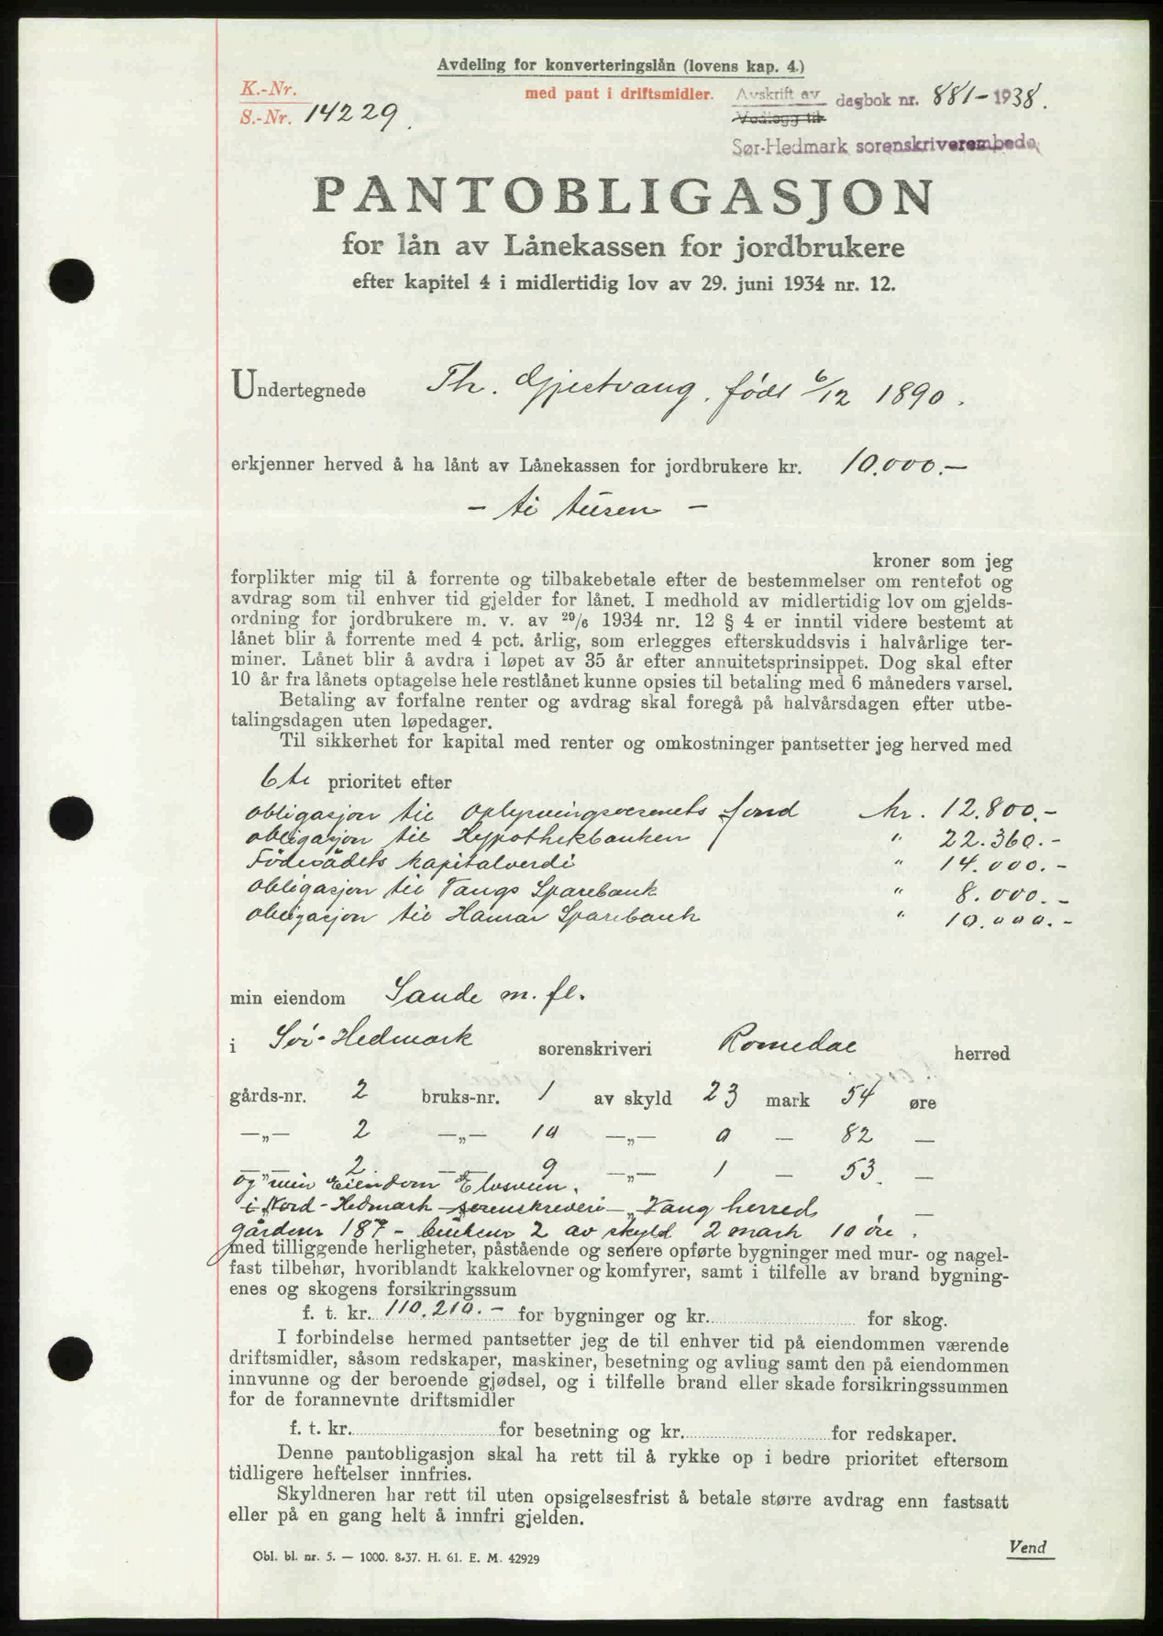 Avdeling for konverteringslån (lovens kap. 4.)
K.-Nr.
med pant i driftsmidler.
Avskrift av
Vedlegg til
dagbok nr. 881-1938.
S.-Nr. 14229.
Sør-Hedmark sorenskriverembede
PANTOBLIGASJON
for lån av Lånekassen for jordbrukere
efter kapitel 4 i midlertidig lov av 29. juni 1934 nr. 12.
Undertegnede Th. Gjestvang, født 6/12 1890.
erkjenner herved å ha lånt av Lånekassen for jordbrukere kr. 10.000.-
- ti tusen -
kroner som jeg
forplikter mig til å forrente og tilbakebetale efter de bestemmelser om rentefot og
avdrag som til enhver tid gjelder for lånet. I medhold av midlertidig lov om gjelds-
ordning for jordbrukere m. v. av 29/6 1934 nr. 12 § 4 er inntil videre bestemt at
lånet blir å forrente med 4 pct. årlig, som erlegges efterskuddsvis i halvårlige ter-
miner. Lånet blir å avdra i løpet av 35 år efter annuitetsprinsippet. Dog skal efter
10 år fra lånets optagelse hele restlånet kunne opsies til betaling med 6 måneders varsel.
Betaling av forfalne renter og avdrag skal foregå på halvårsdagen efter utbe-
talingsdagen uten løpedager.
Til sikkerhet for kapital med renter og omkostninger pantsetter jeg herved med
6te prioritet efter
obligasjon til Oplysningsvesenets fond kr. 12.800.-
obligasjon til Hypothekbanken " 22.360.-
Føderådets kapitalverdi " 14.000.-
obligasjon til Vangs Sparebank " 8.000.-
obligasjon til Hamar Sparebank " 10.000.-
min eiendom Sande m. fl.
i Sør-Hedmark sorenskriveri Romedal herred
gårds-nr. 2 bruks-nr. 1 av skyld 23 mark 54 øre
—„— 2 —„— 10 —„— 0 — 82 —
—„— 2 — 9 —„— 1 — 53 —
og min Eiendom Elvsveen,
i Nord-Hedmark sorenskriveri Vang herred,
gårdsnr 187 - bruksnr 2 av skyld 2 mark 10 øre.
med tilliggende herligheter, påstående og senere opførte bygninger med mur- og nagel-
fast tilbehør, hvoriblandt kakkelovner og komfyrer, samt i tilfelle av brand bygning-
enes og skogens forsikringssum
f. t. kr. 110.210.- for bygninger og kr. for skog.
I forbindelse hermed pantsetter jeg de til enhver tid på eiendommen værende
driftsmidler, såsom redskaper, maskiner, besetning og avling samt den på eiendommen
innvunne og der beroende gjødsel, og i tilfelle brand eller skade forsikringssummen
for de forannevnte driftsmidler
f. t. kr. for besetning og kr. for redskaper.
Denne pantobligasjon skal ha rett til å rykke op i bedre prioritet eftersom
tidligere heftelser innfries.
Skyldneren har rett til uten opsigelsesfrist å betale større avdrag enn fastsatt
eller på en gang helt å innfri gjelden.
Obl. bl. nr. 5. — 1000. 8-37. H. 61. E. M. 42929
Vend